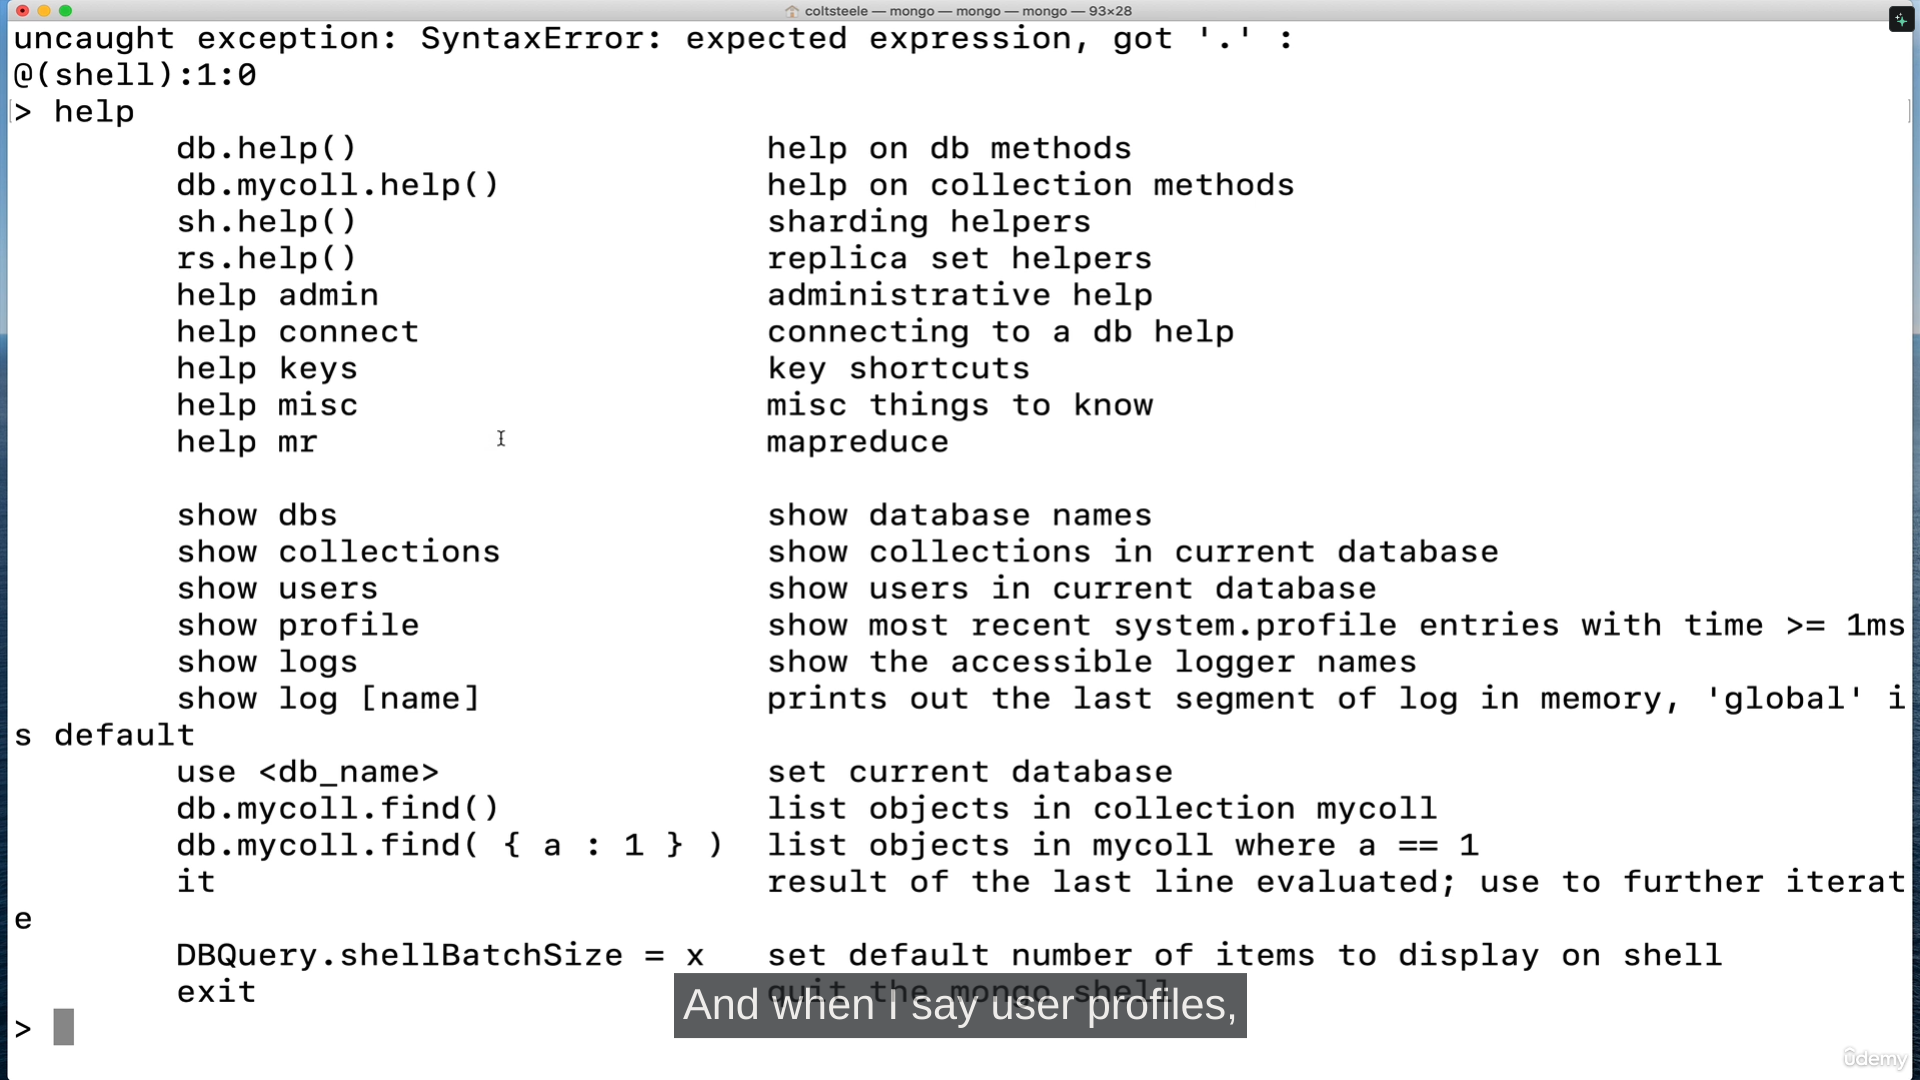 coltsteele — mongo — mongo — mongo — 93×28
uncaught exception: SyntaxError: expected expression, got '.' :
@(shell):1:0
> help
db.help() help on db methods
db.mycoll.help() help on collection methods
sh.help() sharding helpers
rs.help() replica set helpers
help admin administrative help
help connect connecting to a db help
help keys key shortcuts
help misc misc things to know
help mr mapreduce
show dbs show database names
show collections show collections in current database
show users show users in current database
show profile show most recent system.profile entries with time >= 1ms
show logs show the accessible logger names
show log [name] prints out the last segment of log in memory, 'global' i
s default
use <db_name> set current database
db.mycoll.find() list objects in collection mycoll
db.mycoll.find( { a : 1 } ) list objects in mycoll where a == 1
it result of the last line evaluated; use to further iterat
e
DBQuery.shellBatchSize = x set default number of items to display on shell
exit quit the mongo shell
And when I say user profiles,
>
ûdemy